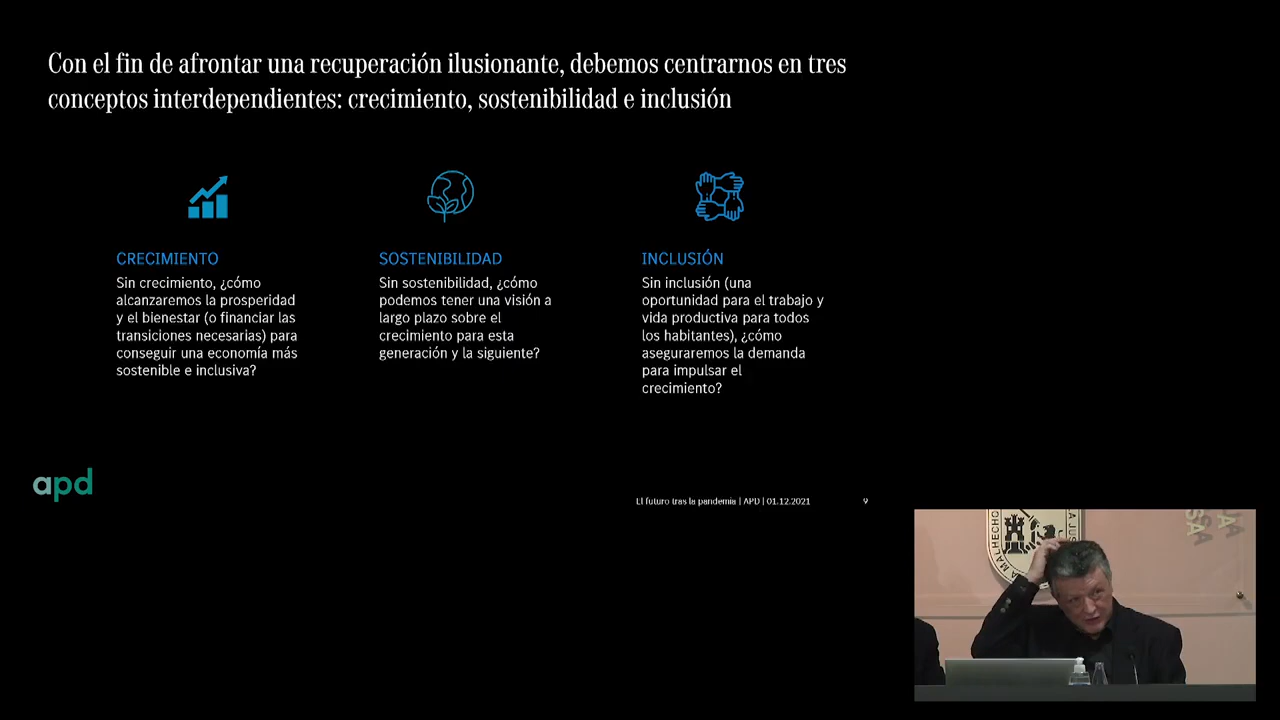 Con el fin de afrontar una recuperación ilusionante, debemos centrarnos en tres
conceptos interdependientes: crecimiento, sostenibilidad e inclusión
CRECIMIENTO
Sin crecimiento, ¿cómo
alcanzaremos la prosperidad
y el bienestar (o financiar las
transiciones necesarias) para
conseguir una economía más
sostenible e inclusiva?
SOSTENIBILIDAD
Sin sostenibilidad, ¿cómo
podemos tener una visión a
largo plazo sobre el
crecimiento para esta
generación y la siguiente?
INCLUSIÓN
Sin inclusión (una
oportunidad para el trabajo y
vida productiva para todos
los habitantes), ¿cómo
aseguraremos la demanda
para impulsar el
crecimiento?
apd
El futuro tras la pandemia | APD | 01.12.2021
9
MALHECHO